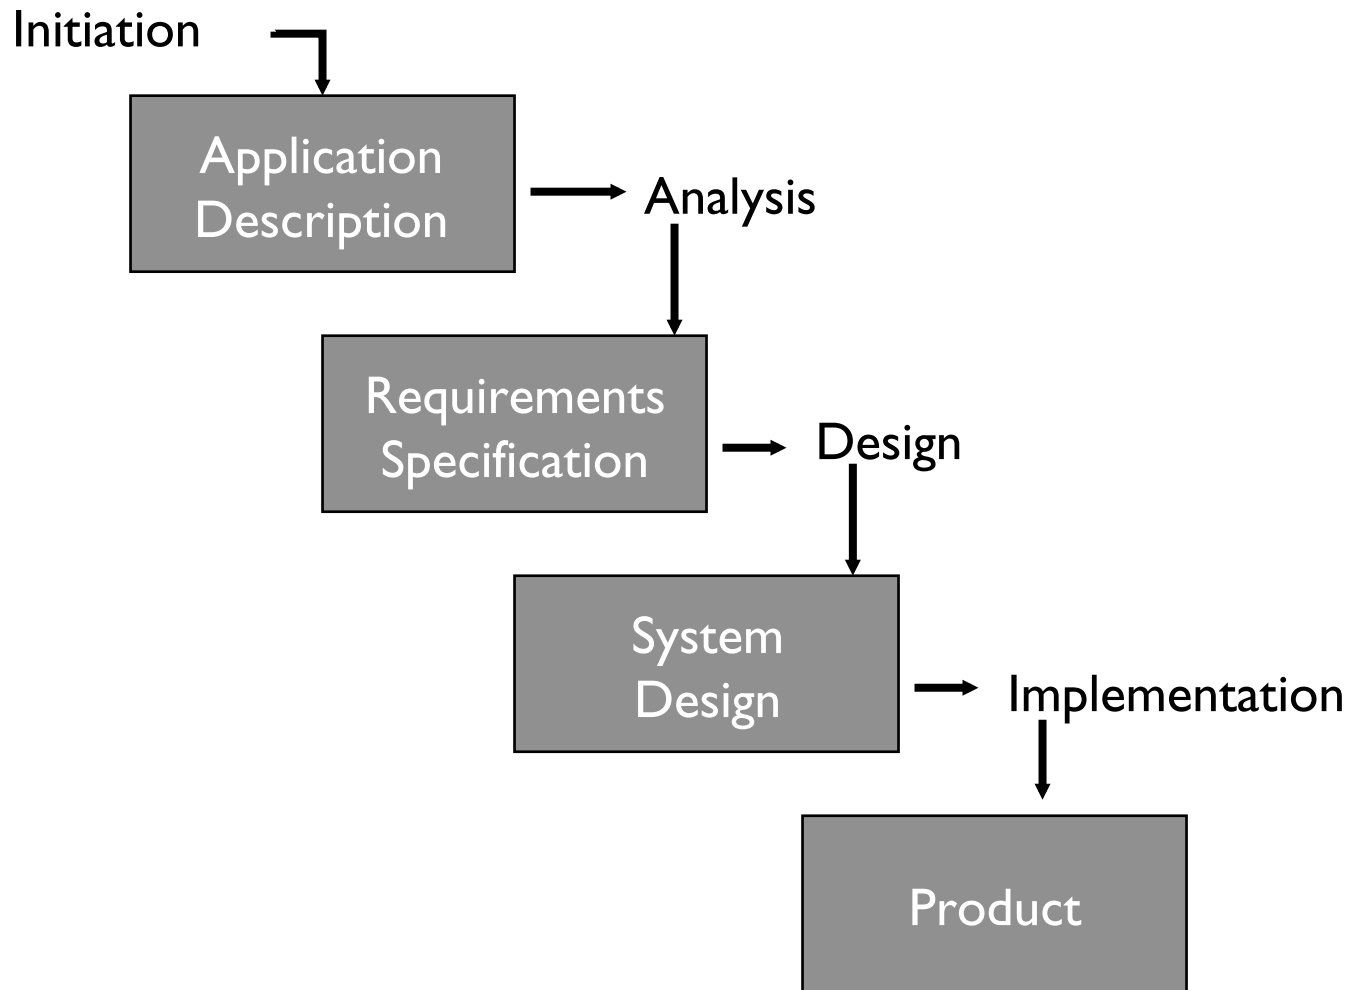 Initiation
Application
Description
Analysis
Requirements
Specification
Design
System
Design
Implementation
Product